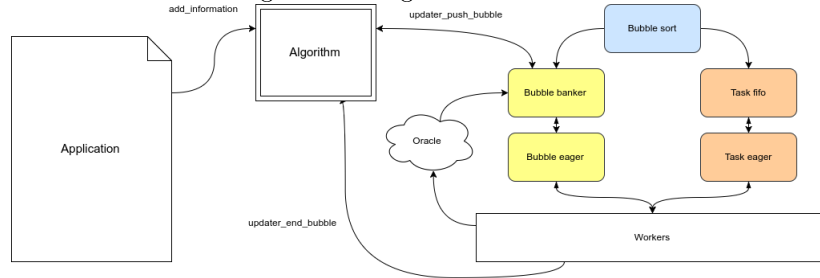 add_information
updater_push_bubble
Bubble sort
Algorithm
Bubble banker
Task fifo
Oracle
Application
Bubble eager
Task eager
updater_end_bubble
Workers